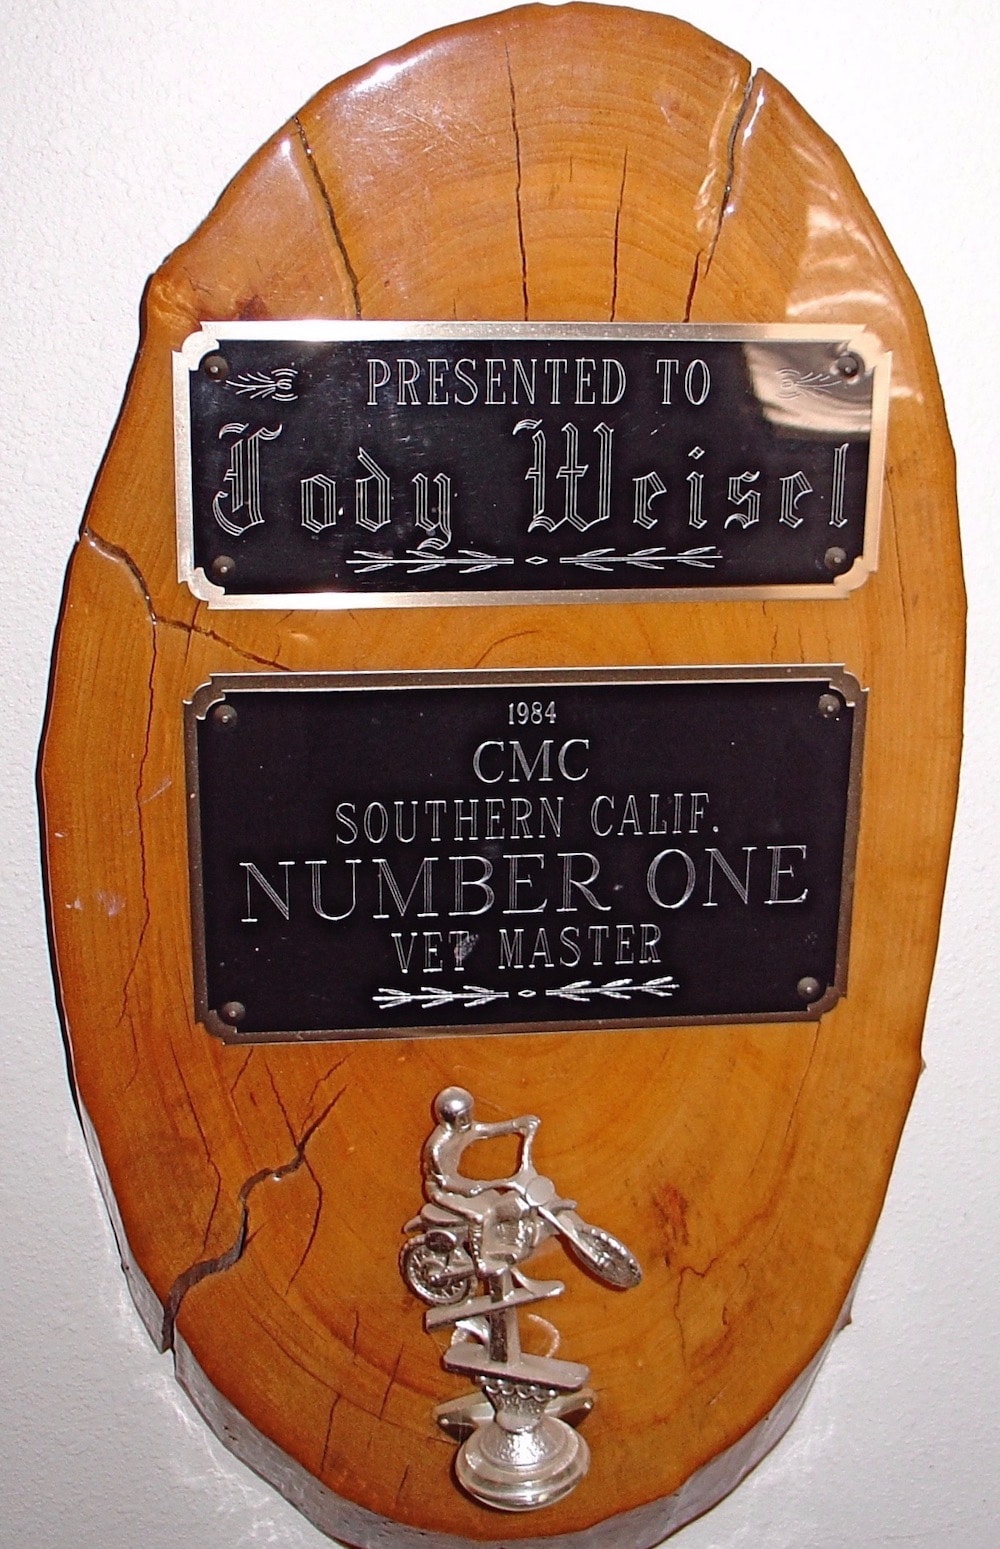 PRESENTED TO
Jody Weisel
1984
CMC
SOUTHERN CALIF.
NUMBER ONE
VET MASTER